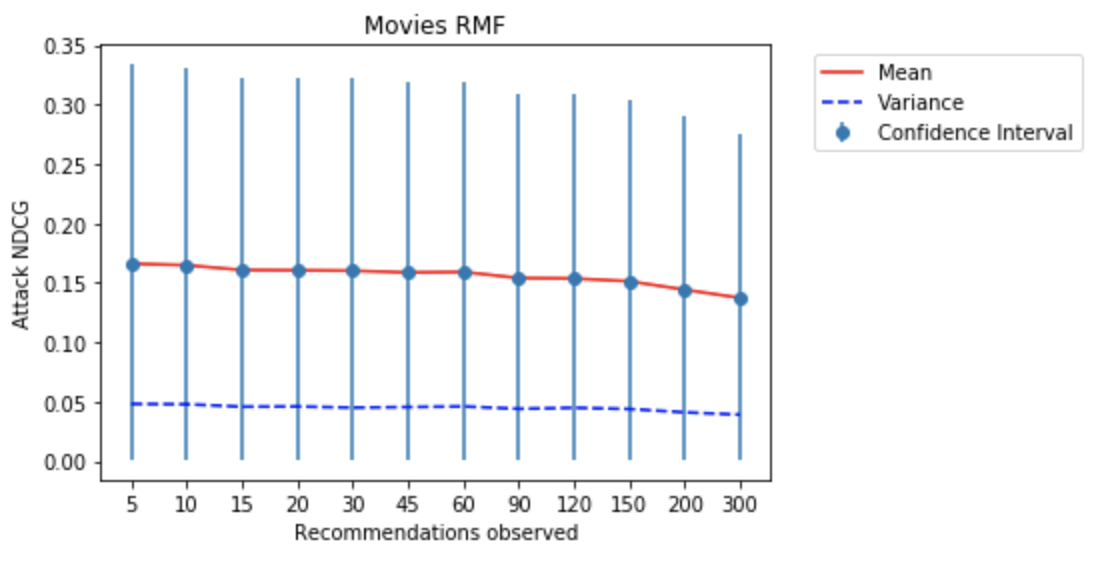 Movies RMF
0.35
0.30
0.25
0.20
0.15
0.10
0.05
0.00
Attack NDCG
5 10 15 20 30 45 60 90 120 150 200 300
Recommendations observed
Mean
Variance
Confidence Interval